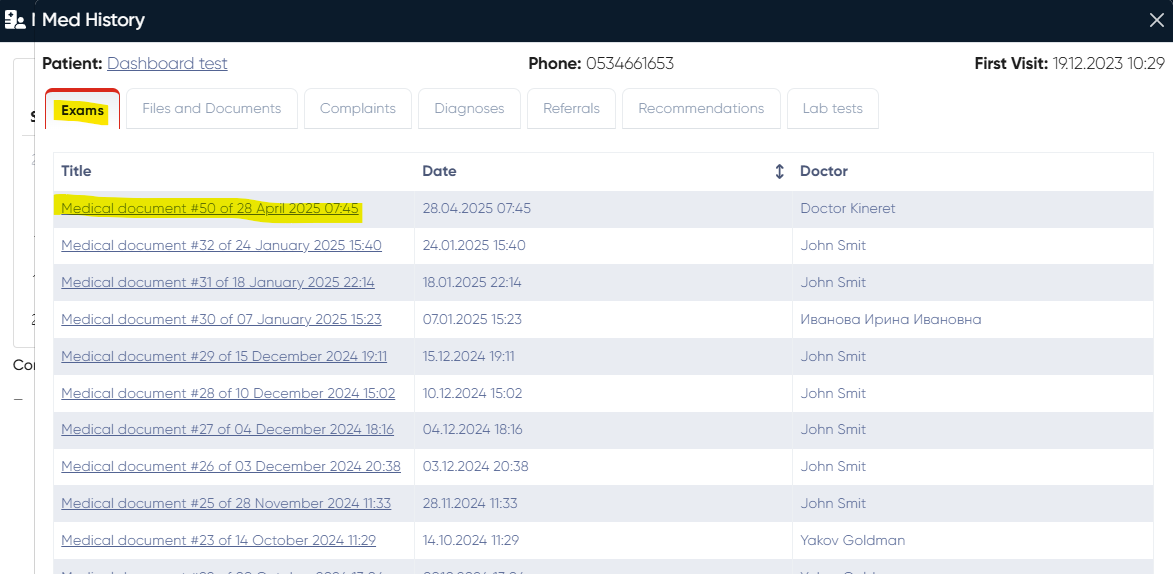 Med History
Patient: Dashboard test Phone: 0534661653 First Visit: 19.12.2023 10:29
Exams Files and Documents Complaints Diagnoses Referrals Recommendations Lab tests
Title Date Doctor
Medical document #50 of 28 April 2025 07:45 28.04.2025 07:45 Doctor Kineret
Medical document #32 of 24 January 2025 15:40 24.01.2025 15:40 John Smit
Medical document #31 of 18 January 2025 22:14 18.01.2025 22:14 John Smit
Medical document #30 of 07 January 2025 15:23 07.01.2025 15:23 Иванова Ирина Ивановна
Medical document #29 of 15 December 2024 19:11 15.12.2024 19:11 John Smit
Medical document #28 of 10 December 2024 15:02 10.12.2024 15:02 John Smit
Medical document #27 of 04 December 2024 18:16 04.12.2024 18:16 John Smit
Medical document #26 of 03 December 2024 20:38 03.12.2024 20:38 John Smit
Medical document #25 of 28 November 2024 11:33 28.11.2024 11:33 John Smit
Medical document #23 of 14 October 2024 11:29 14.10.2024 11:29 Yakov Goldman